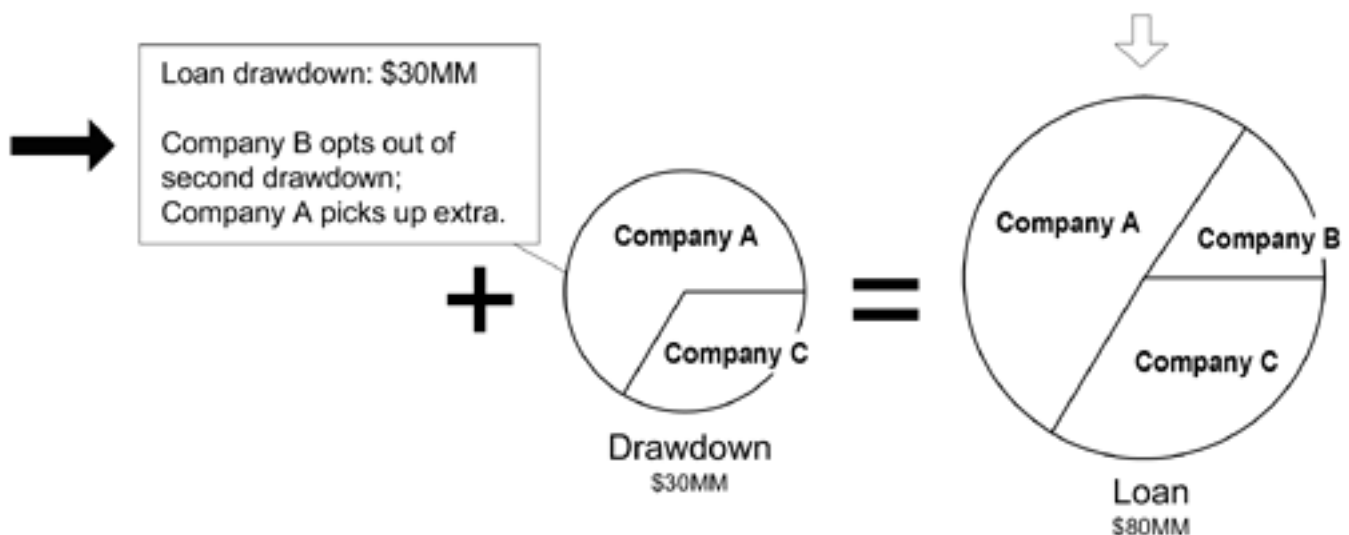 Loan drawdown: $30MM
Company B opts out of
second drawdown;
Company A picks up extra.
+
Company A
Company C
Drawdown
$30MM
=
Company A
Company B
Company C
Loan
$80MM